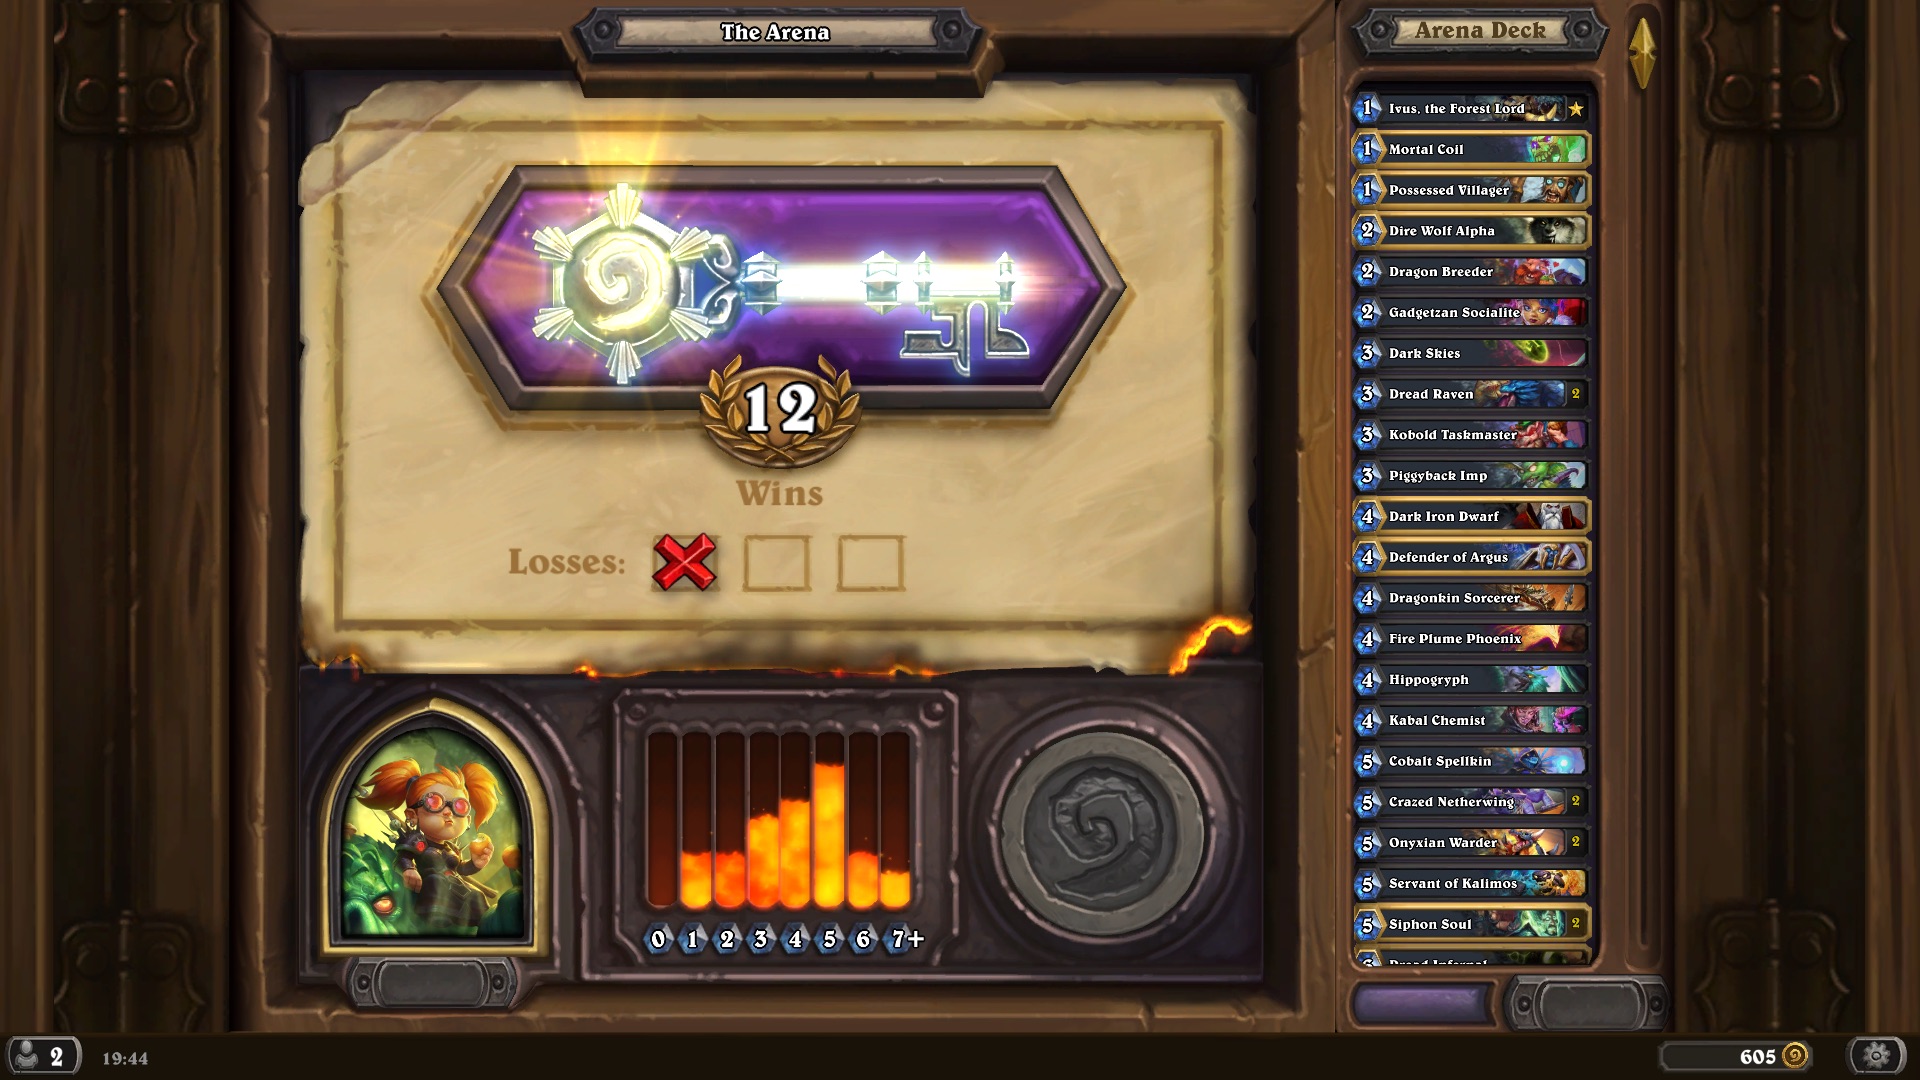 The Arena
12
Wins
Losses:
0 1 2 3 4 5 6 7+
Arena Deck
1 Ivus, the Forest Lord
1 Mortal Coil
1 Possessed Villager
2 Dire Wolf Alpha
2 Dragon Breeder
2 Gadgetzan Socialite
3 Dark Skies
3 Dread Raven 2
3 Kobold Taskmaster
3 Piggyback Imp
4 Dark Iron Dwarf
4 Defender of Argus
4 Dragonkin Sorcerer
4 Fire Plume Phoenix
4 Hippogryph
4 Kabal Chemist
5 Cobalt Spellkin
5 Crazed Netherwing 2
5 Onyxian Warder 2
5 Servant of Kalimos
5 Siphon Soul 2
6 Dread Infernal
2
19:44
605